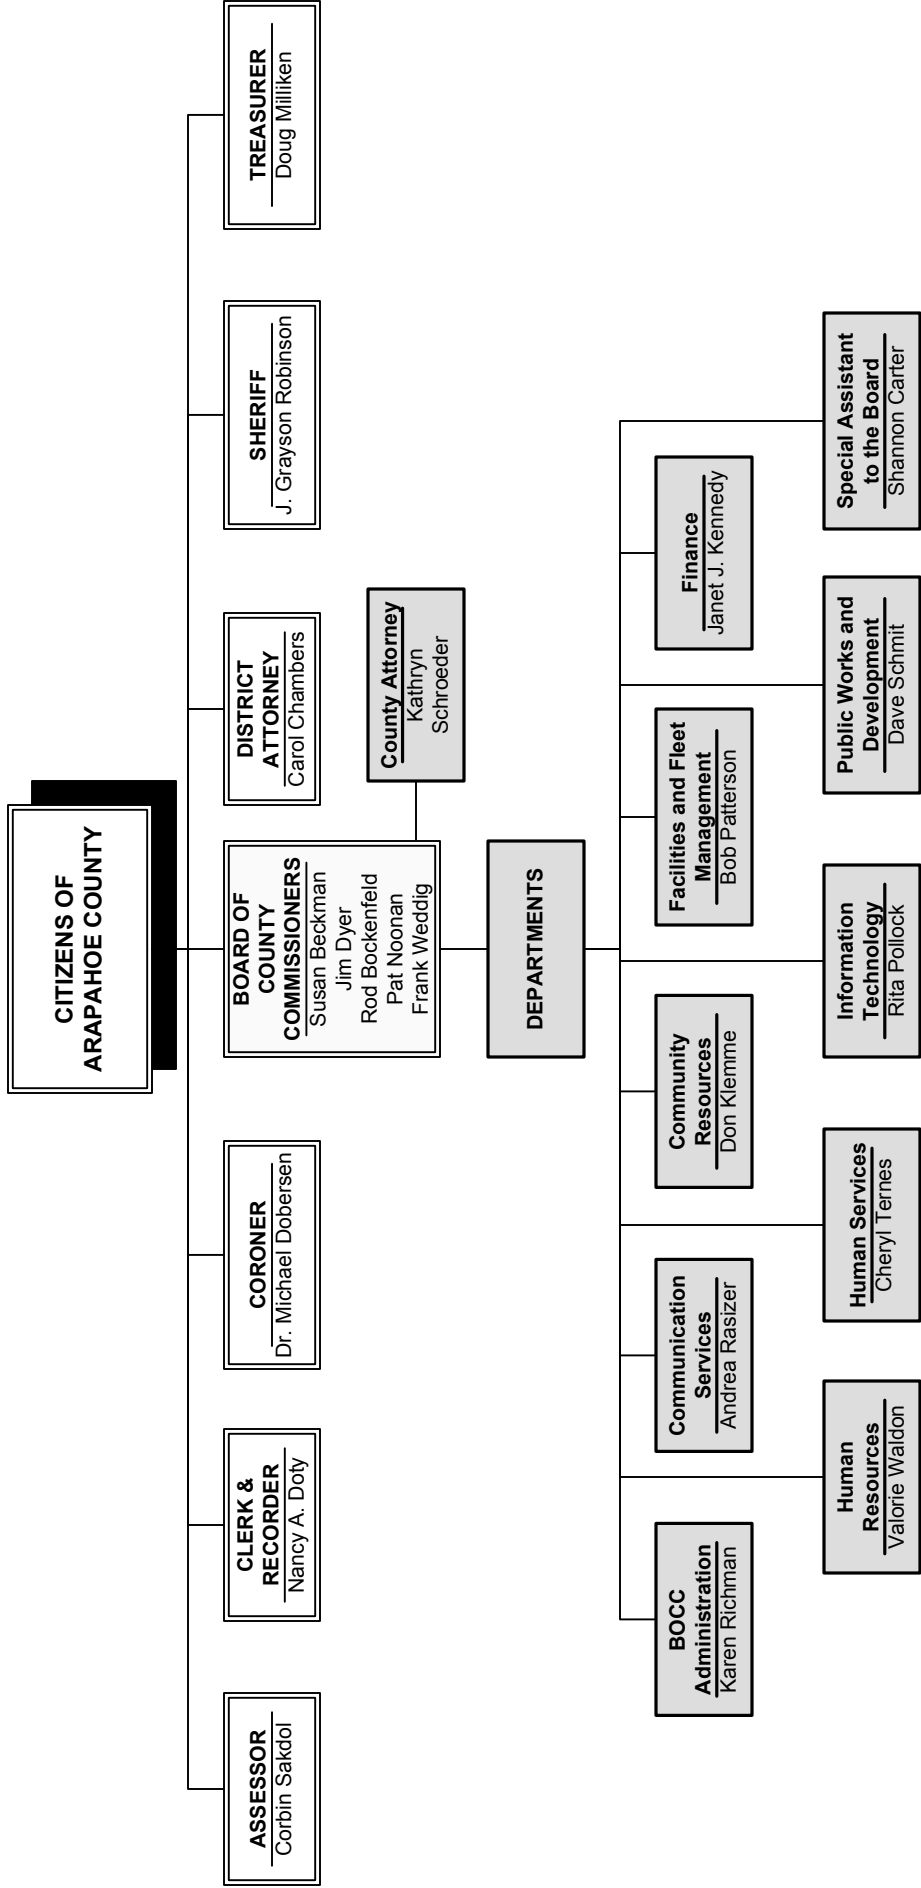 CITIZENS OF
ARAPAHOE COUNTY
ASSESSOR
Corbin Sakdol
CLERK &
RECORDER
Nancy A. Doty
CORONER
Dr. Michael Dobersen
BOARD OF
COUNTY
COMMISSIONERS
Susan Beckman
Jim Dyer
Rod Bockenfeld
Pat Noonan
Frank Weddig
DISTRICT
ATTORNEY
Carol Chambers
SHERIFF
J. Grayson Robinson
TREASURER
Doug Milliken
County Attorney
Kathryn
Schroeder
DEPARTMENTS
BOCC
Administration
Karen Richman
Communication
Services
Andrea Rasizer
Community
Resources
Don Klemme
Facilities and Fleet
Management
Bob Patterson
Finance
Janet J. Kennedy
Human
Resources
Valorie Waldon
Human Services
Cheryl Ternes
Information
Technology
Rita Pollock
Public Works and
Development
Dave Schmit
Special Assistant
to the Board
Shannon Carter